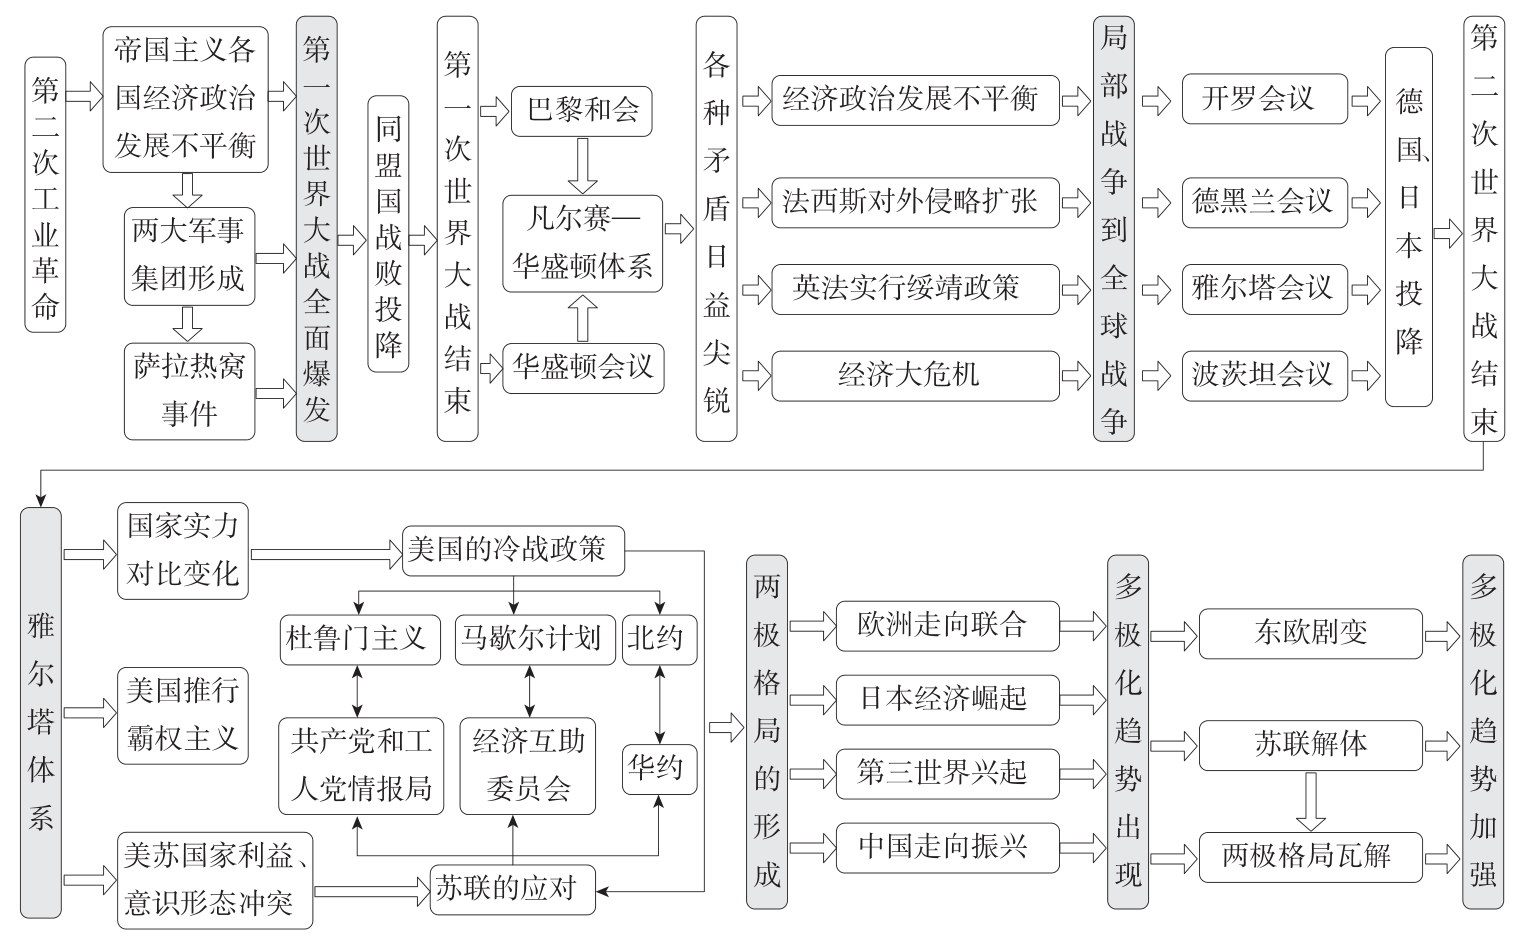 第二次工业革命
帝国主义各
国经济政治
发展不平衡
两大军事
集团形成
萨拉热窝
事件
第一次世界大战全面爆发
同盟国战败投降
第一次世界大战结束
巴黎和会
凡尔赛—
华盛顿体系
华盛顿会议
各种矛盾日益尖锐
经济政治发展不平衡
法西斯对外侵略扩张
英法实行绥靖政策
经济大危机
局部战争到全球战争
开罗会议
德黑兰会议
雅尔塔会议
波茨坦会议
德国、日本投降
第二次世界大战结束
雅尔塔体系
国家实力
对比变化
美国推行
霸权主义
美苏国家利益、
意识形态冲突
美国的冷战政策
杜鲁门主义
马歇尔计划
北约
共产党和工
人党情报局
经济互助
委员会
华约
苏联的应对
两极格局的形成
欧洲走向联合
日本经济崛起
第三世界兴起
中国走向振兴
多极化趋势出现
东欧剧变
苏联解体
两极格局瓦解
多极化趋势加强